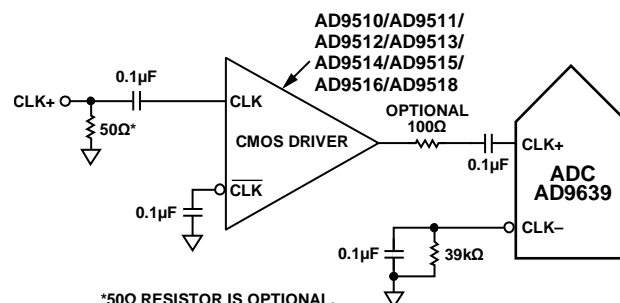 AD9510/AD9511/
AD9512/AD9513/
AD9514/AD9515/
AD9516/AD9518
0.1µF
CLK+
50Ω*
CLK
CMOS DRIVER
CLK
0.1µF
OPTIONAL
100Ω
0.1µF
CLK+
ADC
AD9639
CLK–
0.1µF
39kΩ
*50Ω RESISTOR IS OPTIONAL.